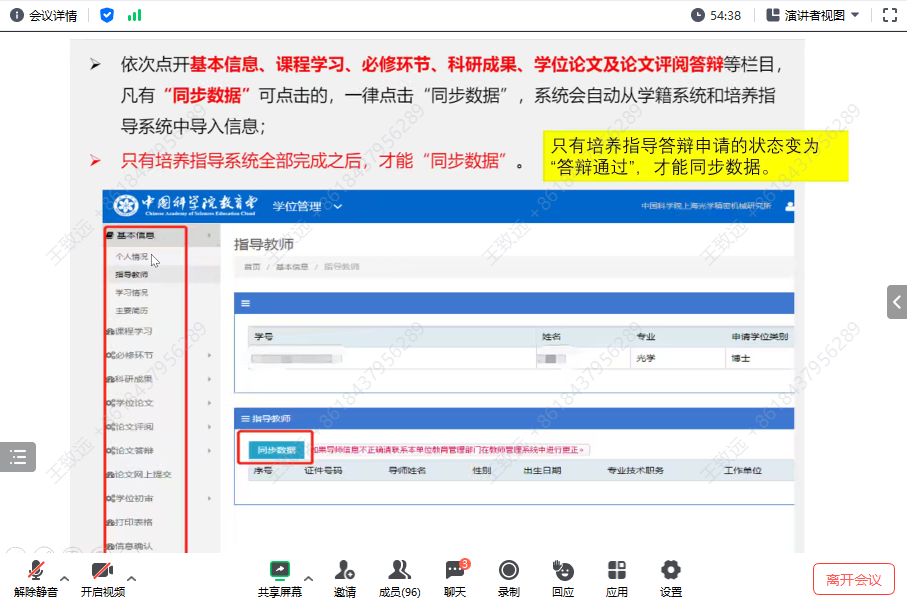 会议详情
54:38
演讲者视图
➢ 依次点开基本信息、课程学习、必修环节、科研成果、学位论文及论文评阅答辩等栏目，
凡有“同步数据”可点击的，一律点击“同步数据”，系统会自动从学籍系统和培养指
导系统中导入信息；
➢ 只有培养指导系统全部完成之后，才能“同步数据”。
只有培养指导答辩申请的状态变为
“答辩通过”，才能同步数据。
中国科学院教育云
Chinese Academy of Sciences Education Cloud
学位管理
中国科学院上海光学精密机械研究所
基本信息
个人情况
指导教师
学习情况
主要简历
课程学习
必修环节
科研成果
学位论文
论文评阅
论文答辩
论文网上提交
学位初审
打印表格
信息确认
指导教师
首页 / 基本信息 / 指导教师
学号 姓名 专业 申请学位类别
光学 博士
指导教师
同步数据 如果导师信息不正确请联系本单位教育管理部门在教师管理系统中进行更正»
序号 证件号码 导师姓名 性别 出生日期 专业技术职务 工作单位
王致远 +8618437956289
解除静音
开启视频
共享屏幕
邀请
成员(96)
3
聊天
录制
回应
应用
设置
离开会议